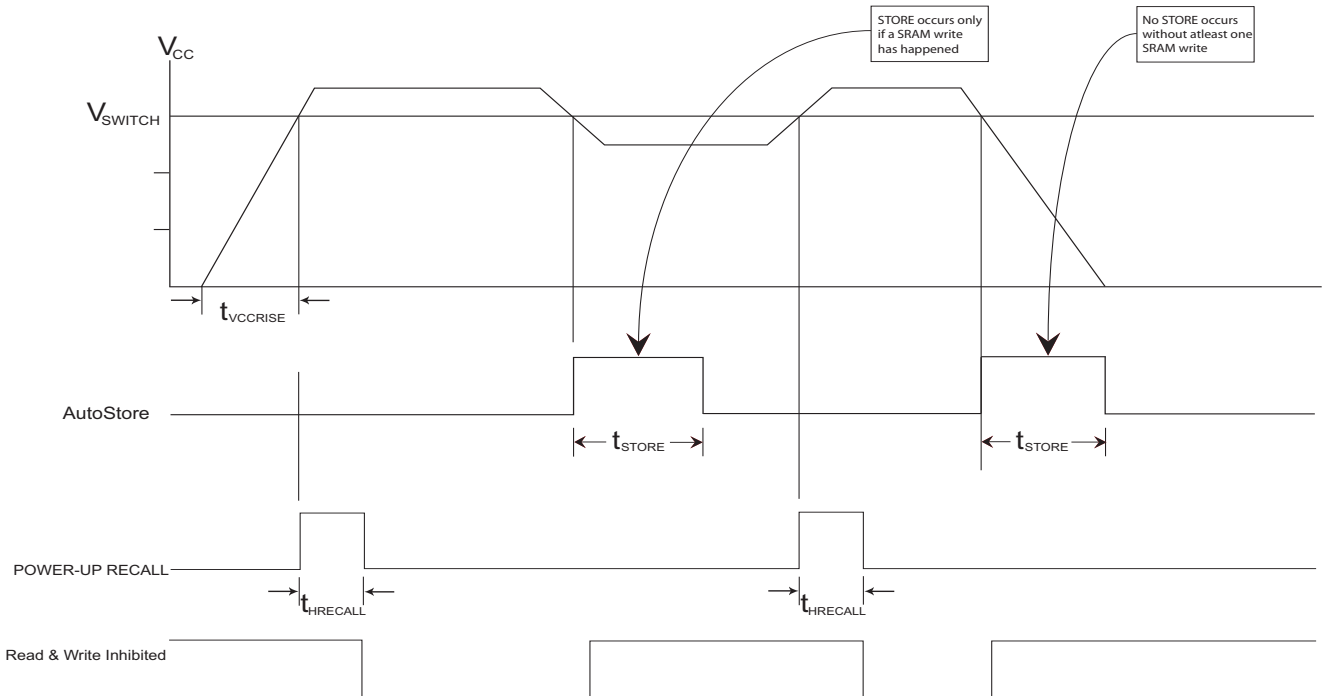 STORE occurs only
if a SRAM write
has happened
No STORE occurs
without atleast one
SRAM write
VCC
VSWITCH
tVCCRISE
AutoStore
tSTORE
tSTORE
POWER-UP RECALL
tHRECALL
tHRECALL
Read & Write Inhibited